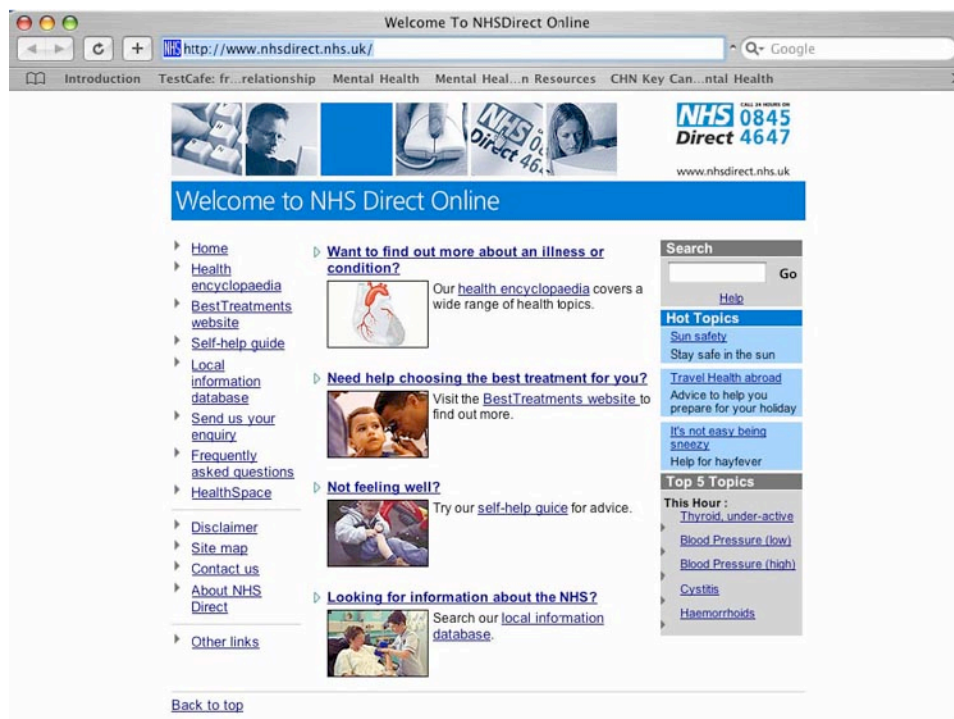 Welcome To NHSDirect Online
NHS http://www.nhsdirect.nhs.uk/
Google
Introduction TestCafe: fr...relationship Mental Health Mental Heal...n Resources CHN Key Can...ntal Health
NHS
Direct 46
CALL 24 HOURS ON
NHS 0845
Direct 4647
www.nhsdirect.nhs.uk
Welcome to NHS Direct Online
Home
Health
encyclopaedia
BestTreatments
website
Self-help guide
Local
information
database
Send us your
enquiry
Frequently
asked questions
HealthSpace
Disclaimer
Site map
Contact us
About NHS
Direct
Other links
Want to find out more about an illness or
condition?
Our health encyclopaedia covers a
wide range of health topics.
Need help choosing the best treatment for you?
Visit the BestTreatments website to
find out more.
Not feeling well?
Try our self-help guide for advice.
Looking for information about the NHS?
Search our local information
database.
Search
Go
Help
Hot Topics
Sun safety
Stay safe in the sun
Travel Health abroad
Advice to help you
prepare for your holiday
It's not easy being
sneezy
Help for hayfever
Top 5 Topics
This Hour :
Thyroid, under-active
Blood Pressure (low)
Blood Pressure (high)
Cystitis
Haemorrhoids
Back to top